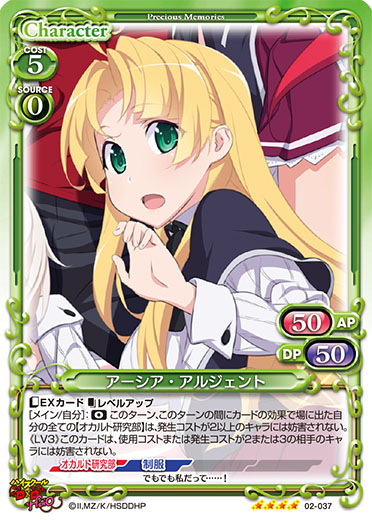 Precious Memories
Character
COST
5
SOURCE
0
50 AP
DP 50
アーシア・アルジェント
EXカード レベルアップ
[メイン/自分]: このターン、このターンの間にカードの効果で場に出た自
分の全ての【オカルト研究部】は、発生コストが2以上のキャラには妨害されない。
〈LV3〉このカードは、使用コストまたは発生コストが2または3の相手のキャ
ラには妨害されない。
オカルト研究部 制服
でもでも私だって……!
ハイスクール
©II,MZ/K/HSDDHP
02-037